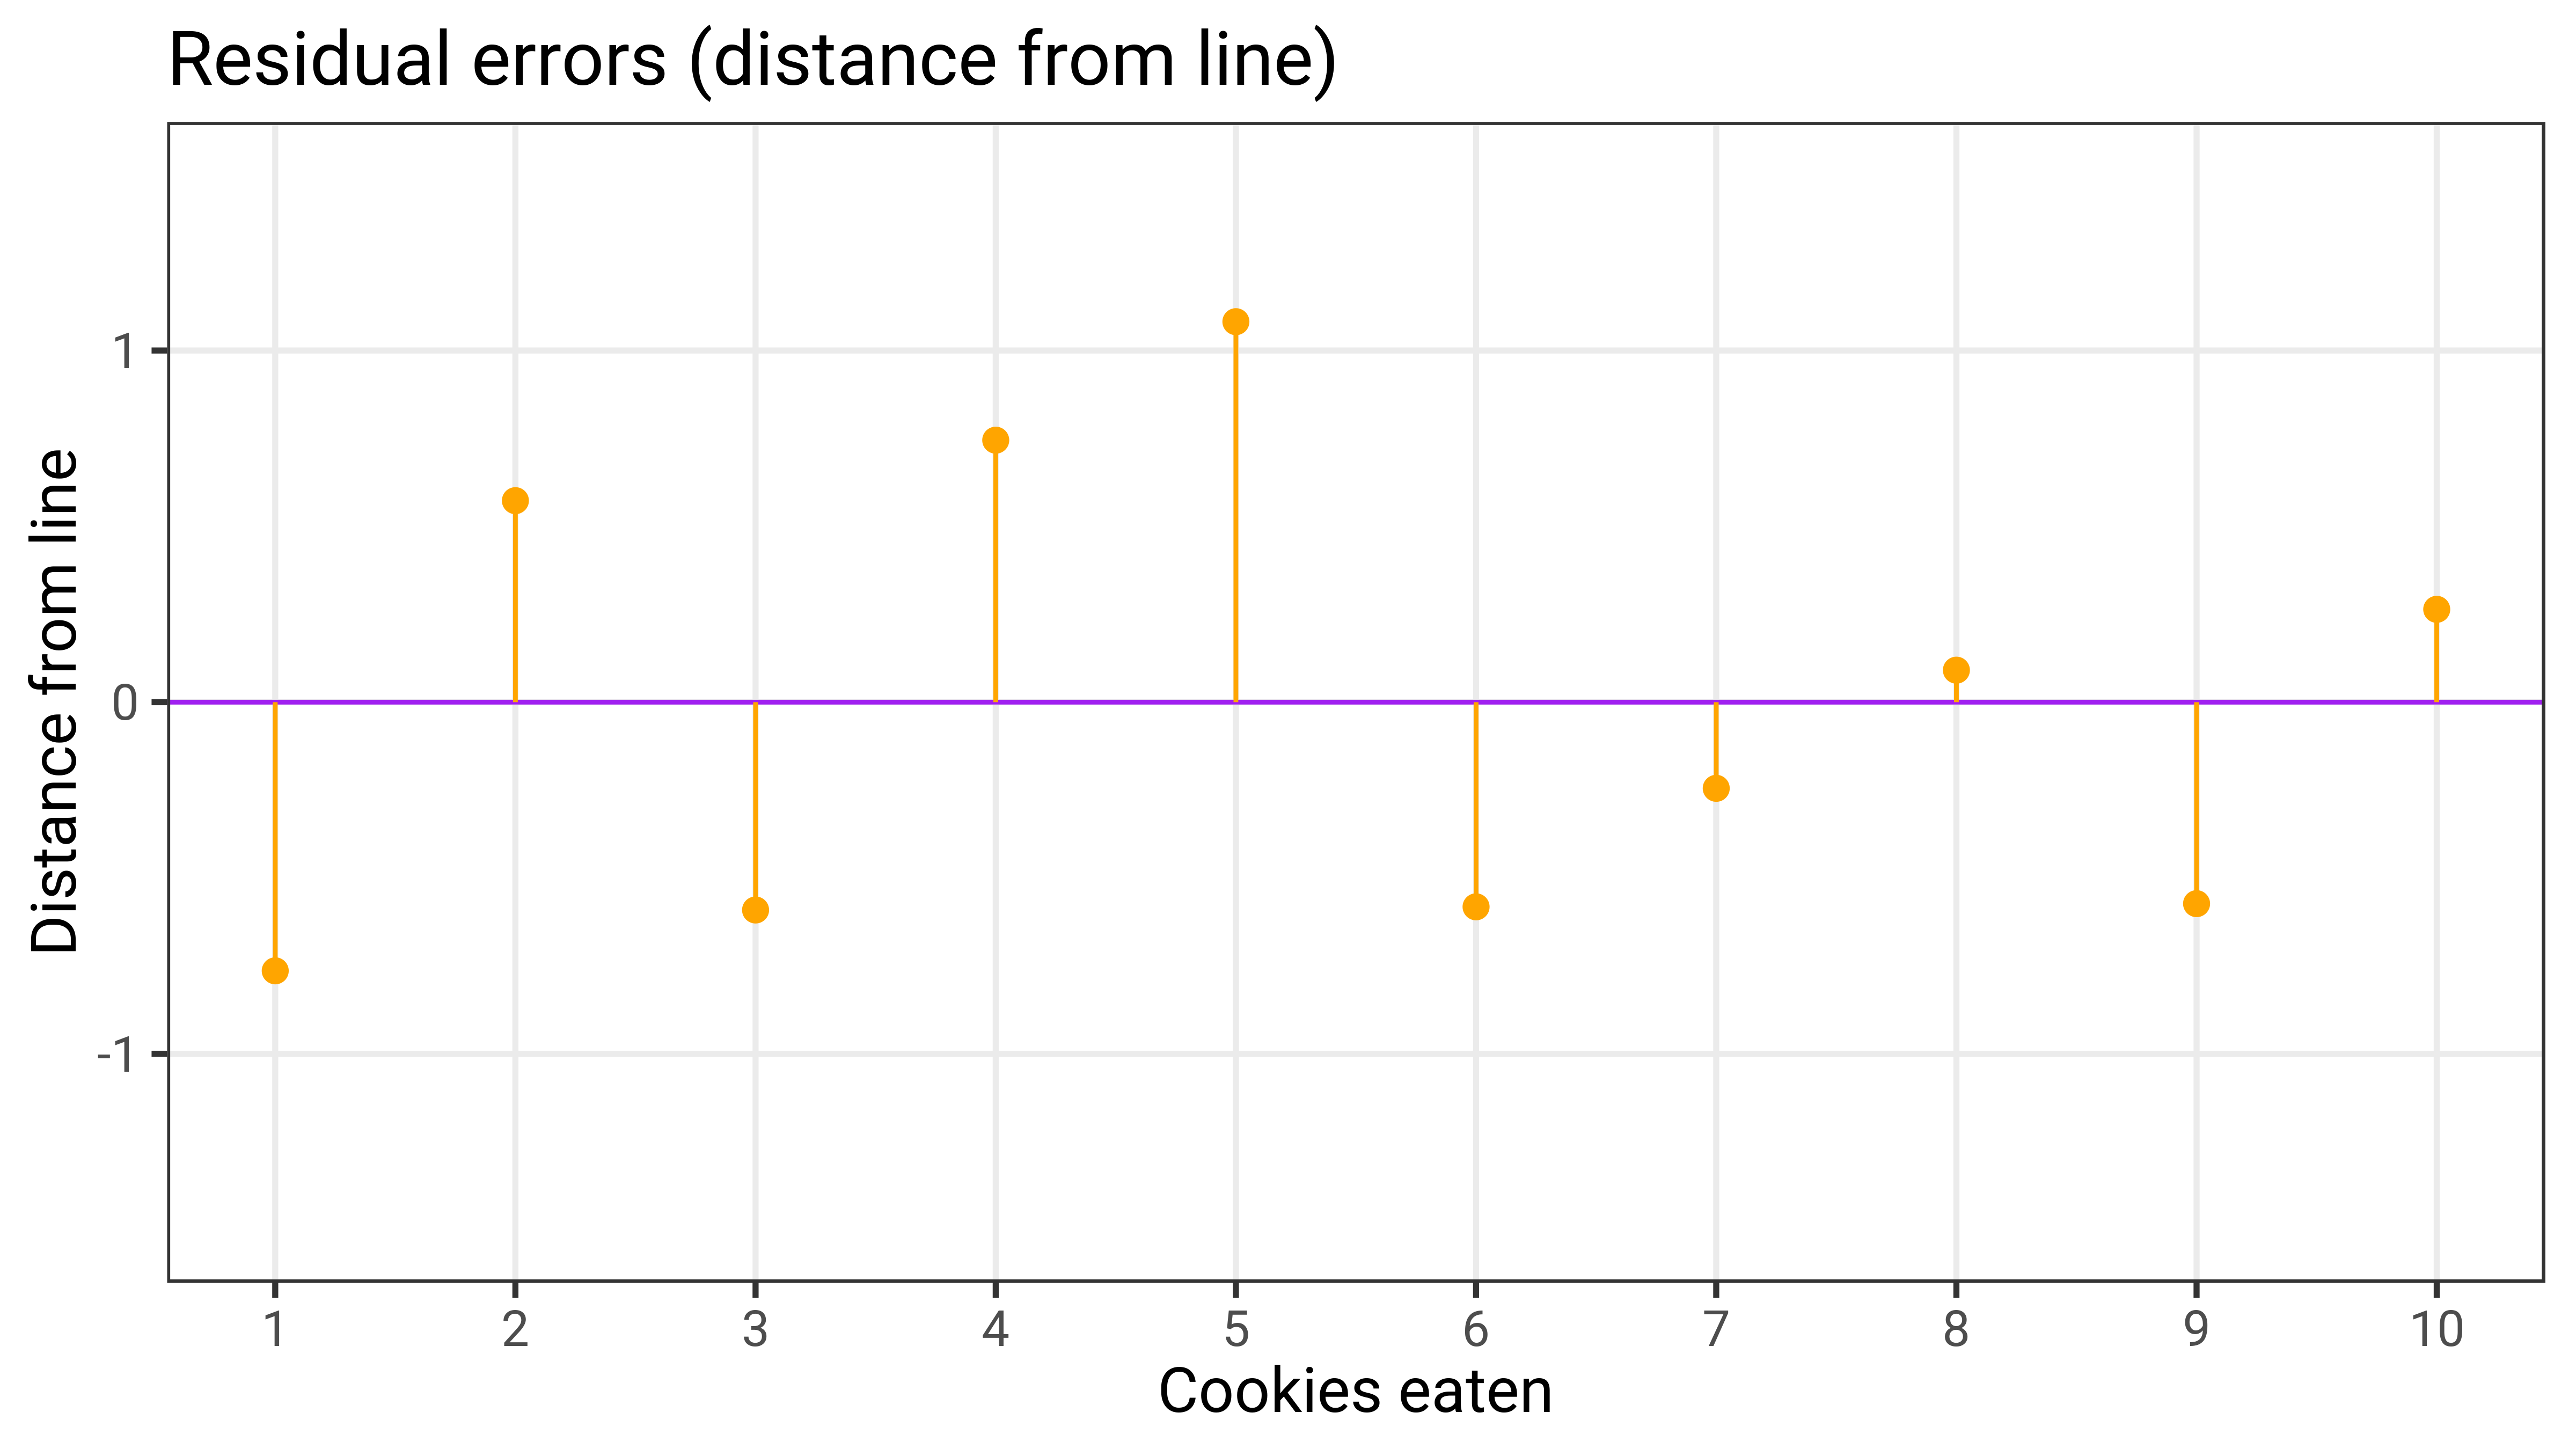 Residual errors (distance from line)
Distance from line
1
0
-1
1 2 3 4 5 6 7 8 9 10
Cookies eaten